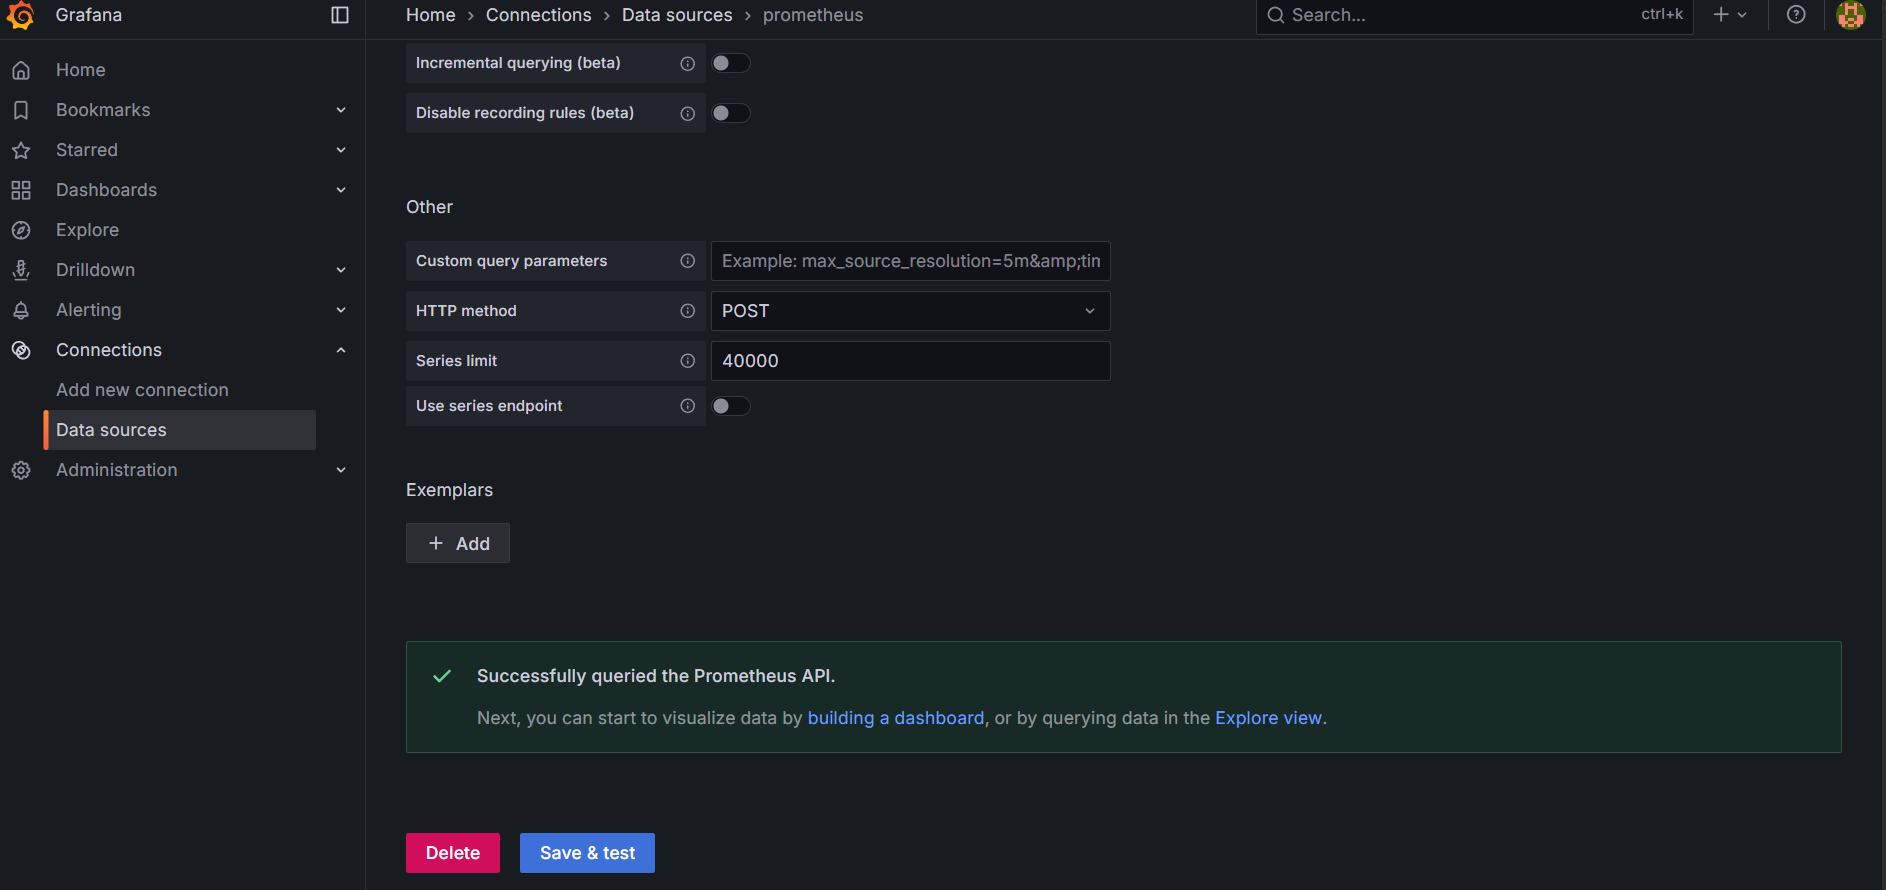 Grafana
Home › Connections › Data sources › prometheus
Search...
ctrl+k
Home
Bookmarks
Starred
Dashboards
Explore
Drilldown
Alerting
Connections
Add new connection
Data sources
Administration
Incremental querying (beta)
Disable recording rules (beta)
Other
Custom query parameters
Example: max_source_resolution=5m&amp;tim
HTTP method
POST
Series limit
40000
Use series endpoint
Exemplars
+ Add
Successfully queried the Prometheus API.
Next, you can start to visualize data by building a dashboard, or by querying data in the Explore view.
Delete
Save & test